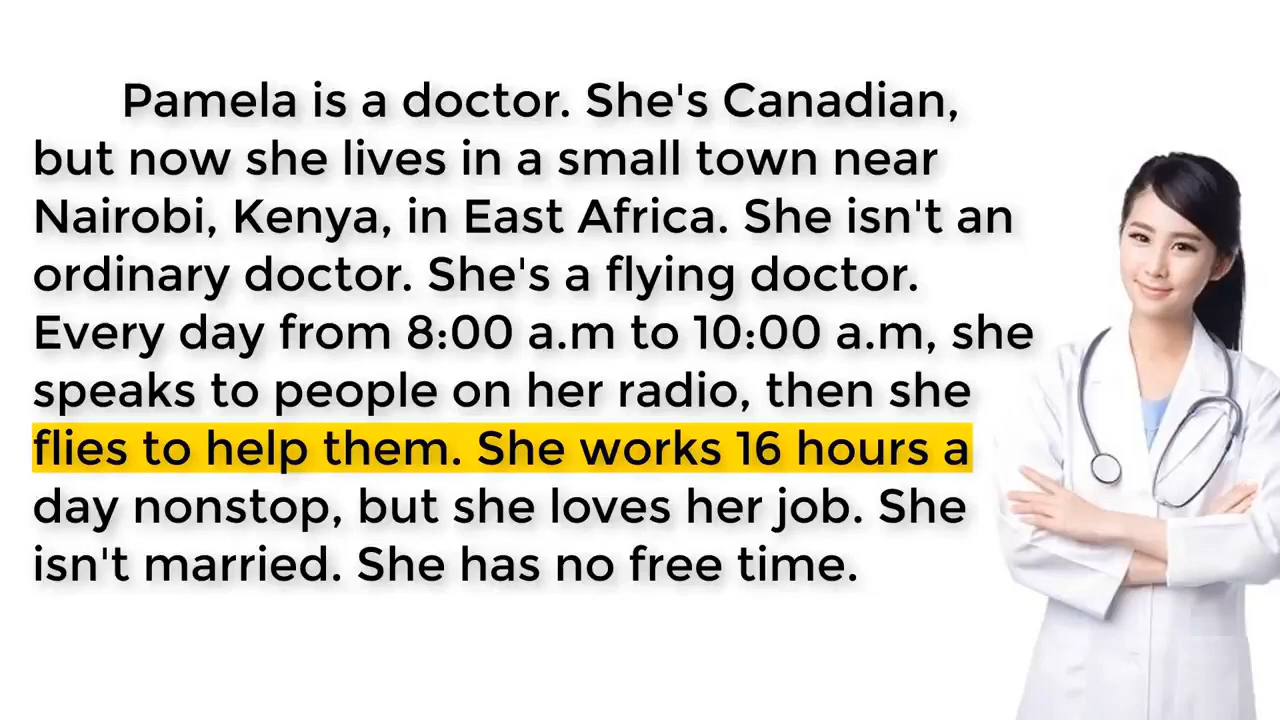 Pamela is a doctor. She's Canadian,
but now she lives in a small town near
Nairobi, Kenya, in East Africa. She isn't an
ordinary doctor. She's a flying doctor.
Every day from 8:00 a.m to 10:00 a.m, she
speaks to people on her radio, then she
flies to help them. She works 16 hours a
day nonstop, but she loves her job. She
isn't married. She has no free time.